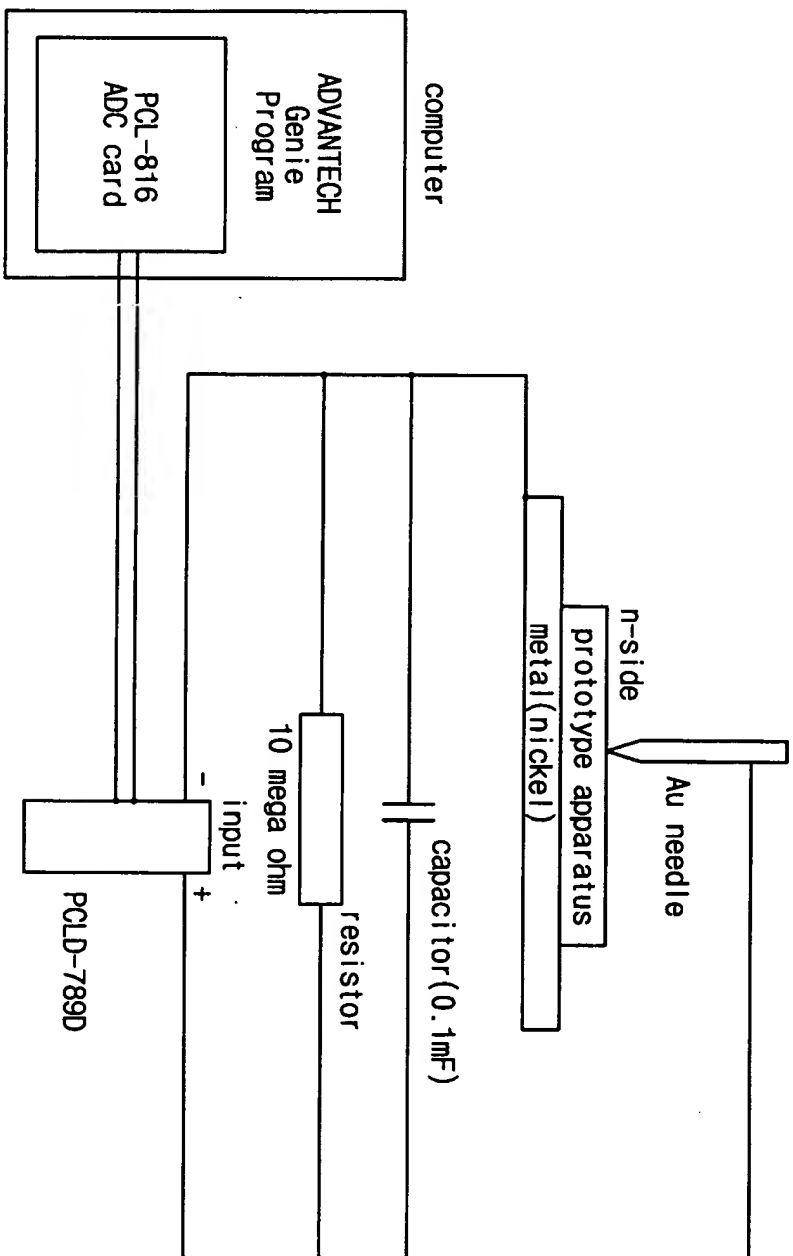 computer
ADVANTECH
Genie
Program
PCL-816
ADC card
n-side
Au needle
prototype apparatus
metal(nickel)
capacitor(0.1mF)
resistor
10 mega ohm
- input +
PCLD-789D